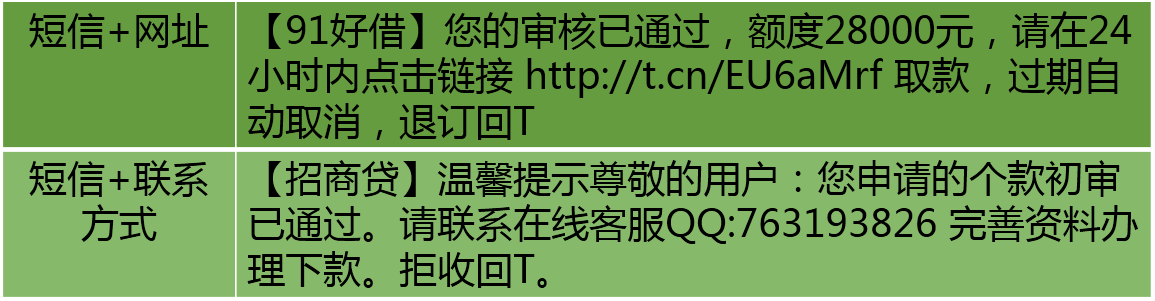 短信+网址
【91好借】您的审核已通过，额度28000元，请在24
小时内点击链接 http://t.cn/EU6aMrf 取款，过期自
动取消，退订回T
短信+联系
方式
【招商贷】温馨提示尊敬的用户：您申请的个款初审
已通过。请联系在线客服QQ:763193826 完善资料办
理下款。拒收回T。